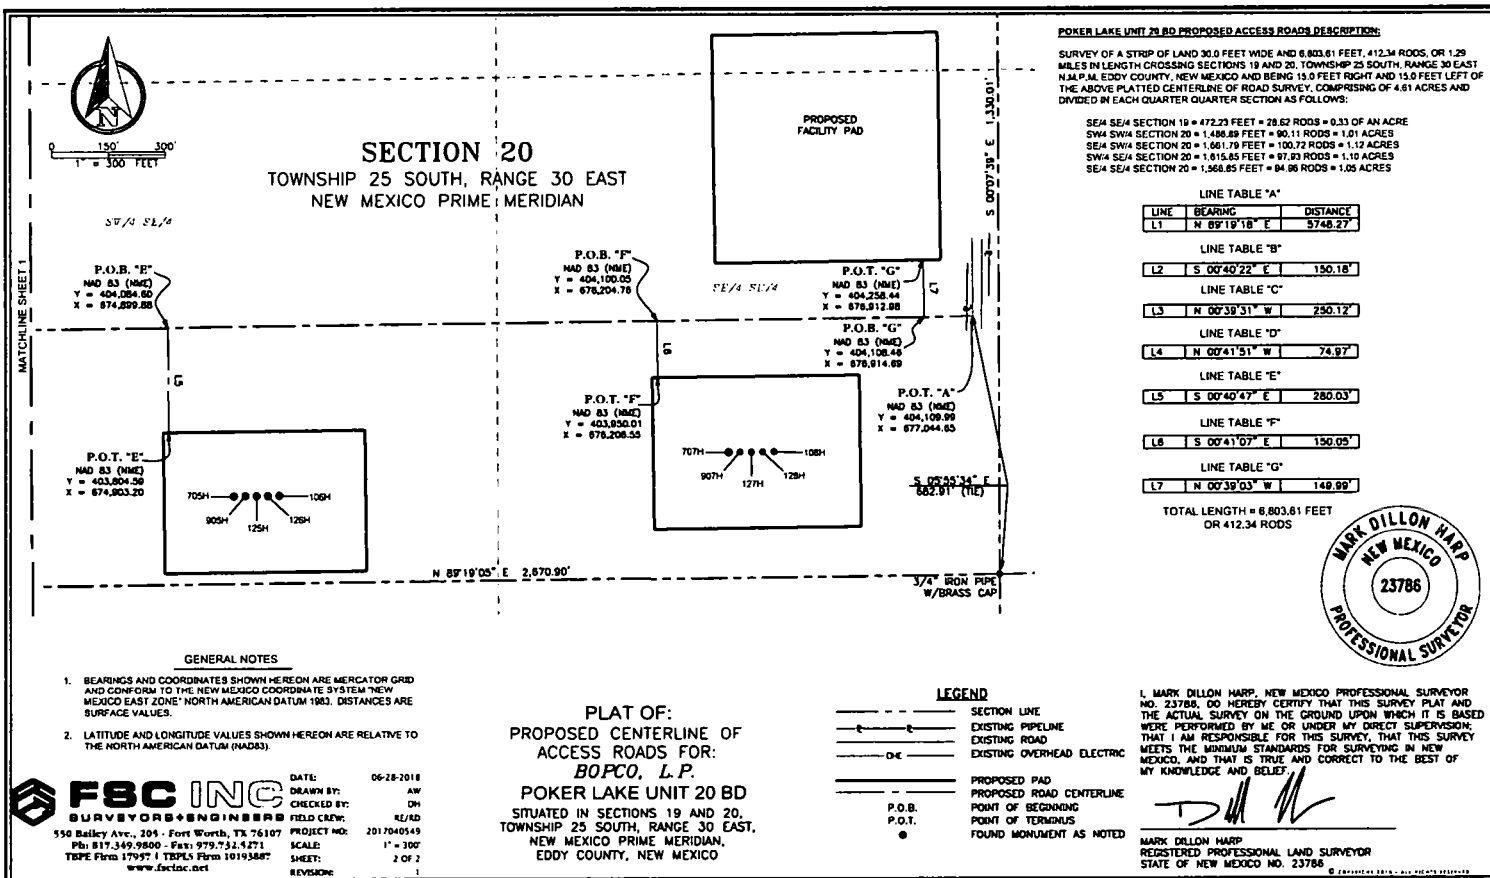 0 150' 300'
1" = 300 FEET
SECTION 20
TOWNSHIP 25 SOUTH, RANGE 30 EAST
NEW MEXICO PRIME MERIDIAN
MATCHLINE SHEET 1
SW/4 SE/4
SE/4 SE/4
PROPOSED
FACILITY PAD
S 00°07'39" E 1,330.01'
P.O.B. "E"
NAD 83 (NME)
Y = 404,084.60
X = 674,899.88
P.O.B. "F"
NAD 83 (NME)
Y = 404,100.05
X = 676,204.76
P.O.T. "G"
NAD 83 (NME)
Y = 404,258.44
X = 676,912.98
P.O.B. "G"
NAD 83 (NME)
Y = 404,108.46
X = 676,914.69
L5
L6
L7
P.O.T. "E"
NAD 83 (NME)
Y = 403,804.59
X = 674,903.20
P.O.T. "F"
NAD 83 (NME)
Y = 403,950.01
X = 676,206.55
P.O.T. "A"
NAD 83 (NME)
Y = 404,109.99
X = 677,044.65
705H
905H
125H
126H
106H
707H
907H
127H
128H
108H
S 05°55'34" E
682.91' (TIE)
N 89°19'05" E 2,670.90'
3/4" IRON PIPE
W/BRASS CAP
POKER LAKE UNIT 20 BD PROPOSED ACCESS ROADS DESCRIPTION:
SURVEY OF A STRIP OF LAND 30.0 FEET WIDE AND 6,803.61 FEET, 412.34 RODS, OR 1.29
MILES IN LENGTH CROSSING SECTIONS 19 AND 20, TOWNSHIP 25 SOUTH, RANGE 30 EAST
N.M.P.M. EDDY COUNTY, NEW MEXICO AND BEING 15.0 FEET RIGHT AND 15.0 FEET LEFT OF
THE ABOVE PLATTED CENTERLINE OF ROAD SURVEY, COMPRISING OF 4.61 ACRES AND
DIVIDED IN EACH QUARTER QUARTER SECTION AS FOLLOWS:
SE/4 SE/4 SECTION 19 = 472.23 FEET = 28.62 RODS = 0.33 OF AN ACRE
SW/4 SW/4 SECTION 20 = 1,486.89 FEET = 90.11 RODS = 1.01 ACRES
SE/4 SW/4 SECTION 20 = 1,661.79 FEET = 100.72 RODS = 1.12 ACRES
SW/4 SE/4 SECTION 20 = 1,615.85 FEET = 97.93 RODS = 1.10 ACRES
SE/4 SE/4 SECTION 20 = 1,566.85 FEET = 94.96 RODS = 1.05 ACRES
LINE TABLE "A"
LINE BEARING DISTANCE
L1 N 89°19'18" E 5748.27'
LINE TABLE "B"
L2 S 00°40'22" E 150.18'
LINE TABLE "C"
L3 N 00°39'31" W 250.12'
LINE TABLE "D"
L4 N 00°41'51" W 74.97'
LINE TABLE "E"
L5 S 00°40'47" E 280.03'
LINE TABLE "F"
L6 S 00°41'07" E 150.05'
LINE TABLE "G"
L7 N 00°39'03" W 149.99'
TOTAL LENGTH = 6,803.61 FEET
OR 412.34 RODS
MARK DILLON HARP
NEW MEXICO
23786
PROFESSIONAL SURVEYOR
GENERAL NOTES
1. BEARINGS AND COORDINATES SHOWN HEREON ARE MERCATOR GRID
AND CONFORM TO THE NEW MEXICO COORDINATE SYSTEM "NEW
MEXICO EAST ZONE" NORTH AMERICAN DATUM 1983. DISTANCES ARE
SURFACE VALUES.
2. LATITUDE AND LONGITUDE VALUES SHOWN HEREON ARE RELATIVE TO
THE NORTH AMERICAN DATUM (NAD83).
FSC INC
SURVEYORS+ENGINEERS
550 Bailey Ave., 205 - Fort Worth, TX 76107
Ph: 817.349.9800 - Fax: 979.732.5271
TBPE Firm 17957 | TBPLS Firm 10193887
www.fscinc.net
DATE: 06-28-2018
DRAWN BY: AW
CHECKED BY: DH
FIELD CREW: RE/RD
PROJECT NO: 2017040549
SCALE: 1" = 300'
SHEET: 2 OF 2
REVISION: 1
PLAT OF:
PROPOSED CENTERLINE OF
ACCESS ROADS FOR:
BOPCO, L.P.
POKER LAKE UNIT 20 BD
SITUATED IN SECTIONS 19 AND 20,
TOWNSHIP 25 SOUTH, RANGE 30 EAST,
NEW MEXICO PRIME MERIDIAN,
EDDY COUNTY, NEW MEXICO
LEGEND
SECTION LINE
EXISTING PIPELINE
EXISTING ROAD
OHE EXISTING OVERHEAD ELECTRIC
PROPOSED PAD
PROPOSED ROAD CENTERLINE
P.O.B. POINT OF BEGINNING
P.O.T. POINT OF TERMINUS
FOUND MONUMENT AS NOTED
I, MARK DILLON HARP, NEW MEXICO PROFESSIONAL SURVEYOR
NO. 23786, DO HEREBY CERTIFY THAT THIS SURVEY PLAT AND
THE ACTUAL SURVEY ON THE GROUND UPON WHICH IT IS BASED
WERE PERFORMED BY ME OR UNDER MY DIRECT SUPERVISION;
THAT I AM RESPONSIBLE FOR THIS SURVEY, THAT THIS SURVEY
MEETS THE MINIMUM STANDARDS FOR SURVEYING IN NEW
MEXICO, AND THAT IS TRUE AND CORRECT TO THE BEST OF
MY KNOWLEDGE AND BELIEF.
MARK DILLON HARP
REGISTERED PROFESSIONAL LAND SURVEYOR
STATE OF NEW MEXICO NO. 23786